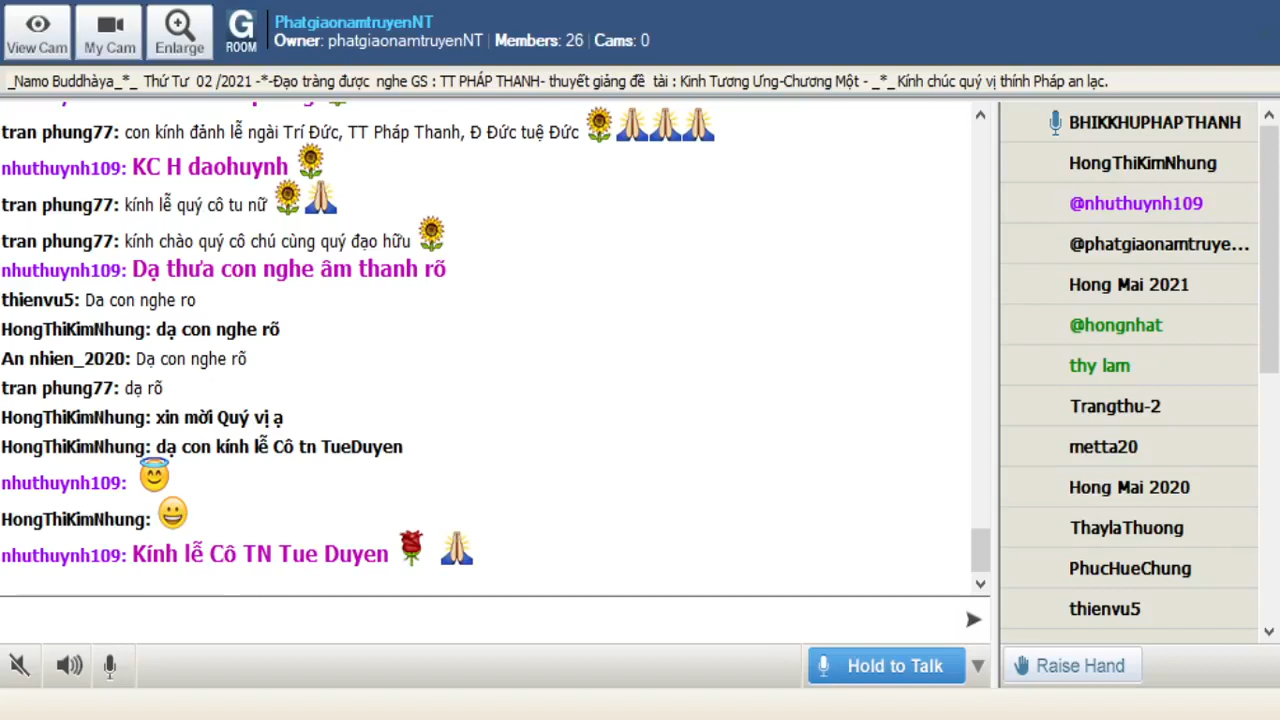 View Cam
My Cam
Enlarge
G
ROOM
PhatgiaonamtruyenNT
Owner: phatgiaonamtruyenNT | Members: 26 | Cams: 0
_Namo Buddhàya_*_ Thứ Tư 02 /2021 -*-Đạo tràng được nghe GS : TT PHÁP THANH- thuyết giảng đề tài : Kinh Tương Ưng-Chương Một - _*_ Kính chúc quý vị thính Pháp an lạc.
tran phung77: con kính đảnh lễ ngài Trí Đức, TT Pháp Thanh, Đ Đức tuệ Đức
nhuthuynh109: KC H daohuynh
tran phung77: kính lễ quý cô tu nữ
tran phung77: kính chào quý cô chú cùng quý đạo hữu
nhuthuynh109: Dạ thưa con nghe âm thanh rõ
thienvu5: Da con nghe ro
HongThiKimNhung: dạ con nghe rõ
An nhien_2020: Dạ con nghe rõ
tran phung77: dạ rõ
HongThiKimNhung: xin mời Quý vị ạ
HongThiKimNhung: dạ con kính lễ Cô tn TueDuyen
nhuthuynh109:
HongThiKimNhung:
nhuthuynh109: Kính lễ Cô TN Tue Duyen
BHIKKHUPHAPTHANH
HongThiKimNhung
@nhuthuynh109
@phatgiaonamtruye...
Hong Mai 2021
@hongnhat
thy lam
Trangthu-2
metta20
Hong Mai 2020
ThaylaThuong
PhucHueChung
thienvu5
Hold to Talk
Raise Hand